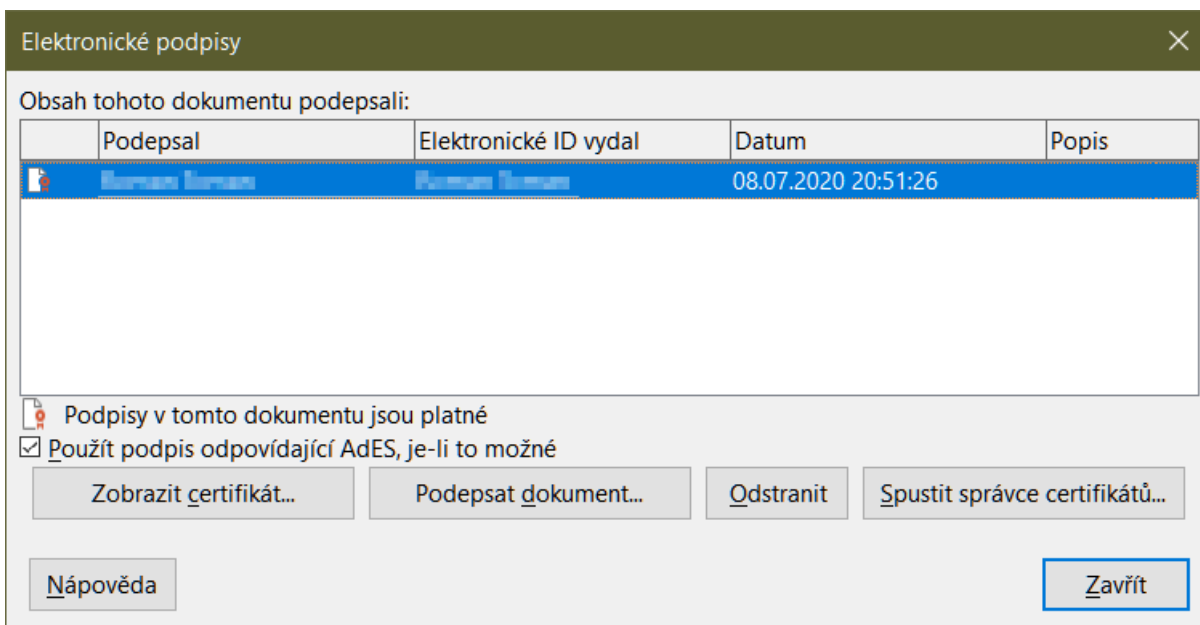 Elektronické podpisy
Obsah tohoto dokumentu podepsali:
Podepsal Elektronické ID vydal Datum Popis
08.07.2020 20:51:26
Podpisy v tomto dokumentu jsou platné
Použít podpis odpovídající AdES, je-li to možné
Zobrazit certifikát... Podepsat dokument... Odstranit Spustit správce certifikátů...
Nápověda Zavřít